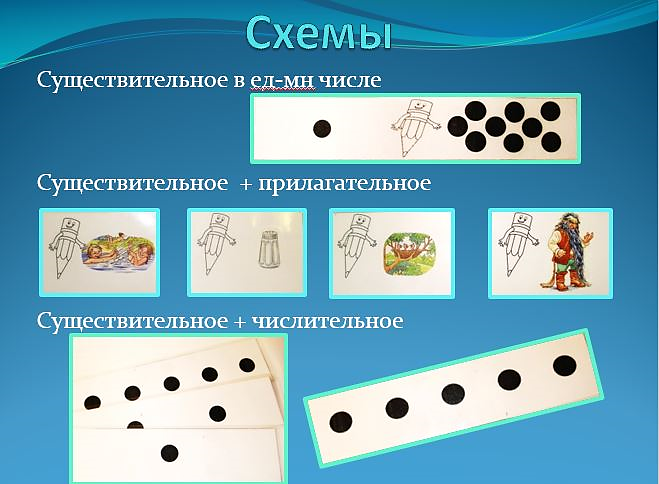 Схемы
Существительное в ед-мн числе
Существительное + прилагательное
Существительное + числительное